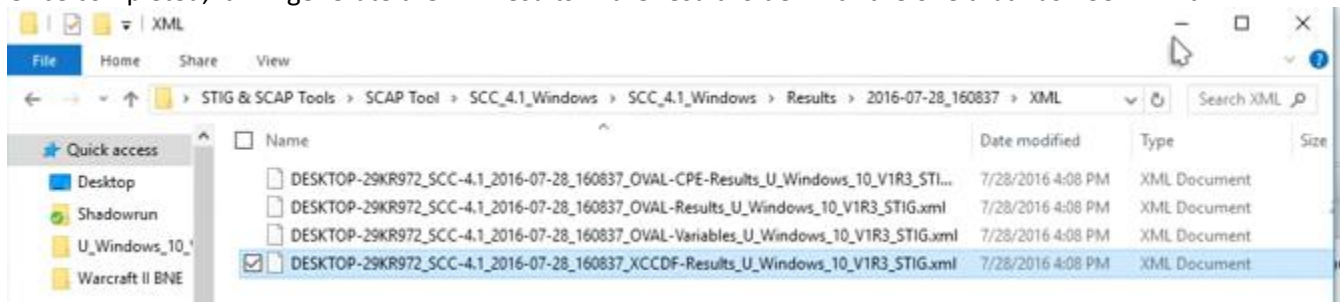 XML
File Home Share View
STIG & SCAP Tools > SCAP Tool > SCC_4.1_Windows > SCC_4.1_Windows > Results > 2016-07-28_160837 > XML Search XML
Quick access Name Date modified Type Size
Desktop DESKTOP-29KR972_SCC-4.1_2016-07-28_160837_OVAL-CPE-Results_U_Windows_10_V1R3_STI... 7/28/2016 4:08 PM XML Document
Shadowrun DESKTOP-29KR972_SCC-4.1_2016-07-28_160837_OVAL-Results_U_Windows_10_V1R3_STIG.xml 7/28/2016 4:08 PM XML Document
U_Windows_10_ DESKTOP-29KR972_SCC-4.1_2016-07-28_160837_OVAL-Variables_U_Windows_10_V1R3_STIG.xml 7/28/2016 4:08 PM XML Document
Warcraft II BNE DESKTOP-29KR972_SCC-4.1_2016-07-28_160837_XCCDF-Results_U_Windows_10_V1R3_STIG.xml 7/28/2016 4:08 PM XML Document